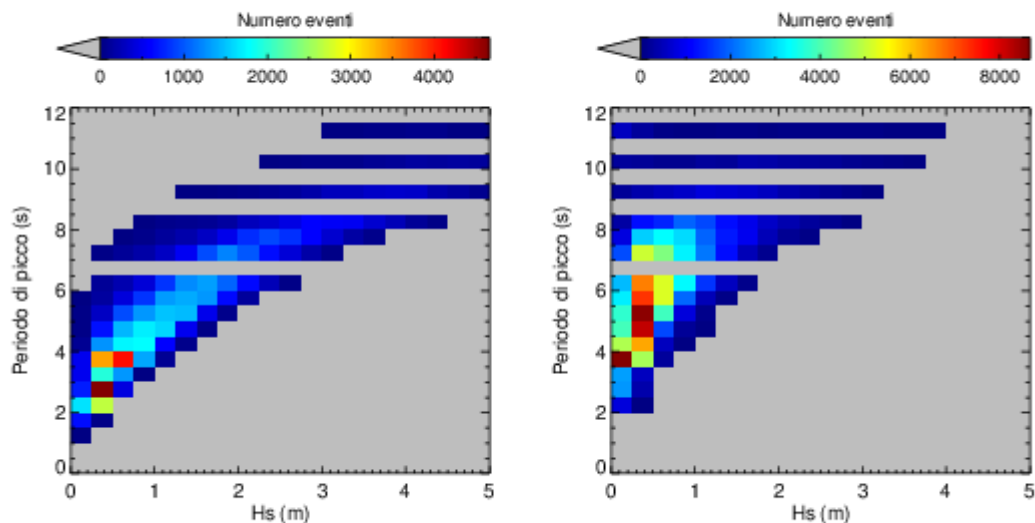 Numero eventi Numero eventi
0 1000 2000 3000 4000 0 2000 4000 6000 8000
12 12
10 10
8 8
6 6
4 4
2 2
0 0
Periodo di picco (s) Periodo di picco (s)
0 1 2 3 4 5 0 1 2 3 4 5
Hs (m) Hs (m)